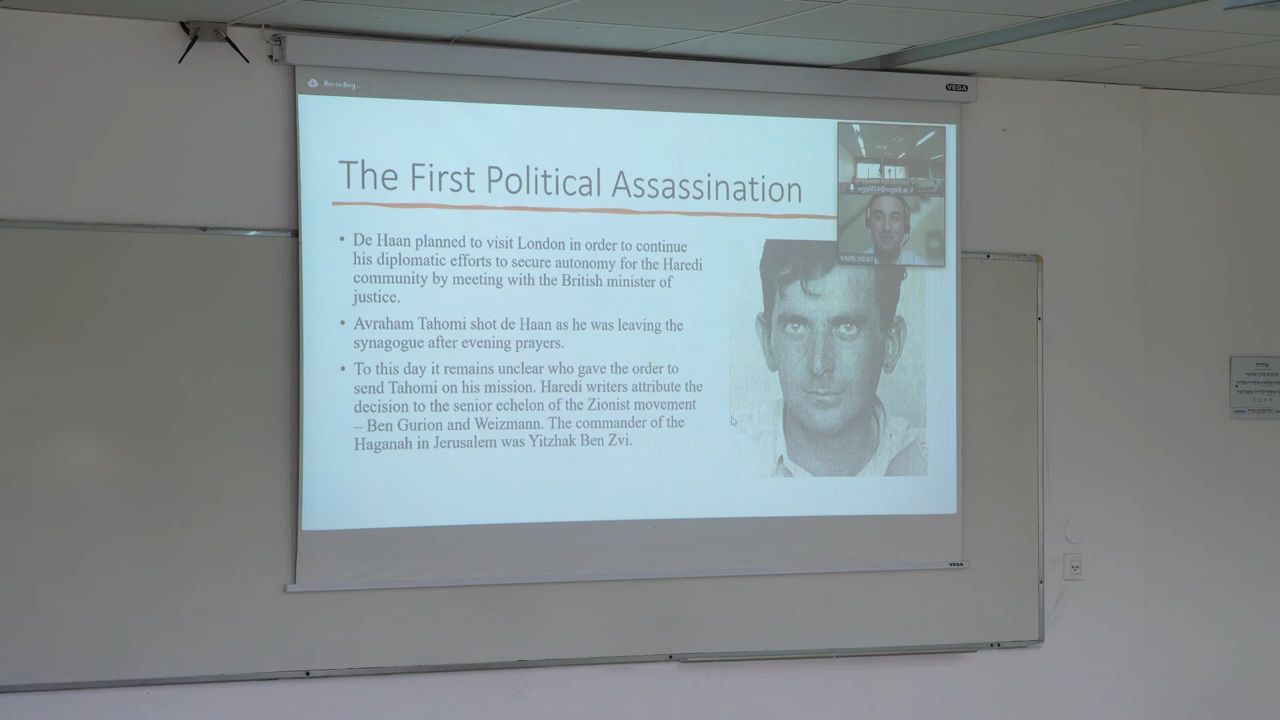 Recording...
VEGA
The First Political Assassination
• De Haan planned to visit London in order to continue
his diplomatic efforts to secure autonomy for the Haredi
community by meeting with the British minister of
justice.
• Avraham Tahomi shot de Haan as he was leaving the
synagogue after evening prayers.
• To this day it remains unclear who gave the order to
send Tahomi on his mission. Haredi writers attribute the
decision to the senior echelon of the Zionist movement
– Ben Gurion and Weizmann. The commander of the
Haganah in Jerusalem was Yitzhak Ben Zvi.
VEGA